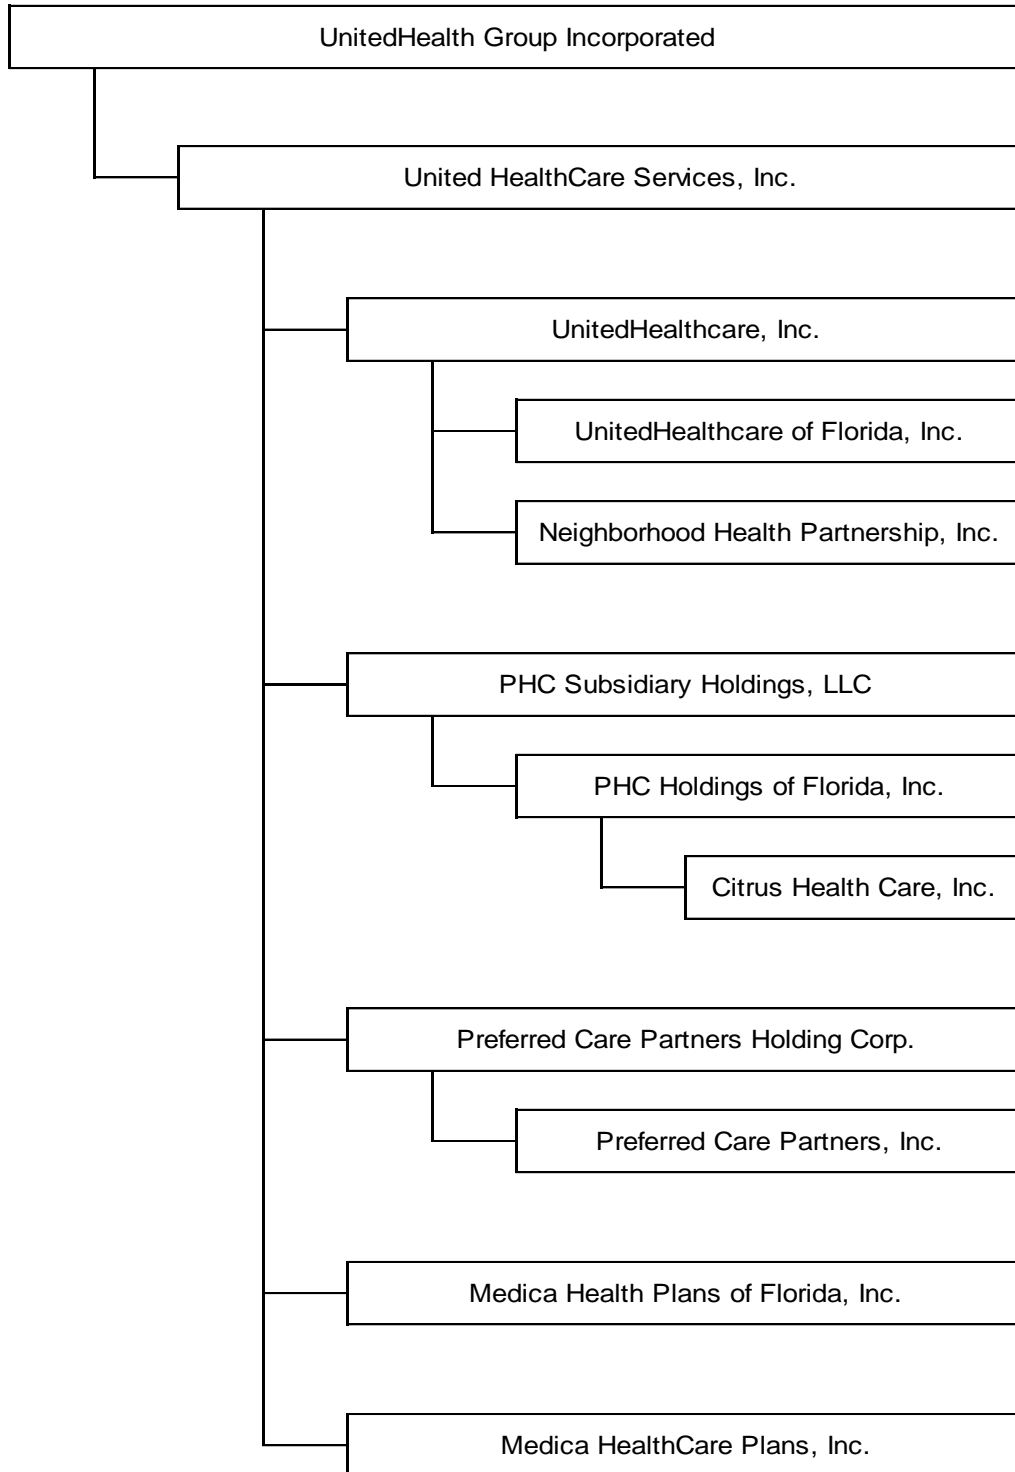 UnitedHealth Group Incorporated
United HealthCare Services, Inc.
UnitedHealthcare, Inc.
UnitedHealthcare of Florida, Inc.
Neighborhood Health Partnership, Inc.
PHC Subsidiary Holdings, LLC
PHC Holdings of Florida, Inc.
Citrus Health Care, Inc.
Preferred Care Partners Holding Corp.
Preferred Care Partners, Inc.
Medica Health Plans of Florida, Inc.
Medica HealthCare Plans, Inc.